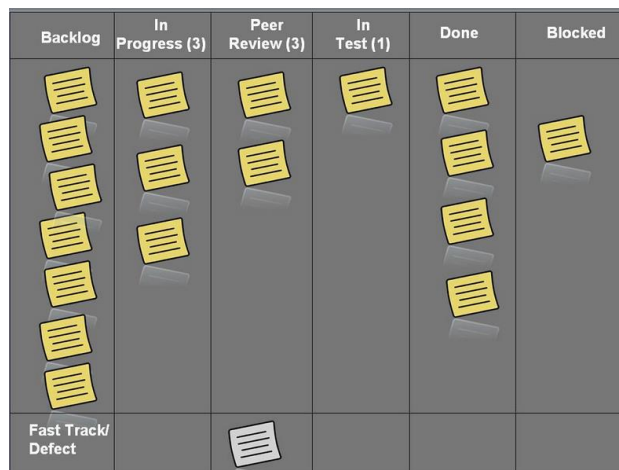 Backlog
In
Progress (3)
Peer
Review (3)
In
Test (1)
Done
Blocked
Fast Track/
Defect